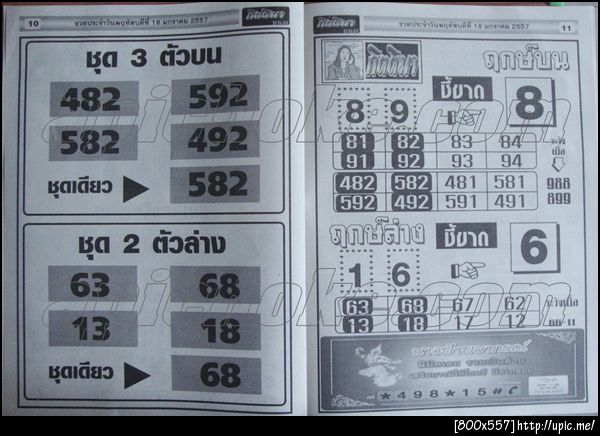 10
งวดประจำวันพฤหัสบดีที่ 16 มกราคม 2557
ชุด 3 ตัวบน
482 592
582 492
ชุดเดียว 582
ชุด 2 ตัวล่าง
63 68
13 18
ชุดเดียว 68
งวดประจำวันพฤหัสบดีที่ 16 มกราคม 2557
11
ฤกษ์บน
8 9 ชี้ขาด 8
81 82 83 84
91 92 93 94
482 582 481 581 988
592 492 491 591 899
ฤกษ์ล่าง
1 6 ชี้ขาด 6
63 68 67 62
13 18 17 12 66-11
*498*15#
[800x557]http://upic.me/